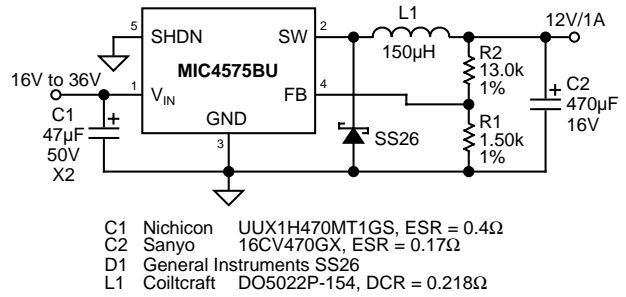 L1
12V/1A
5
SHDN
SW
2
150µH
R2
13.0k
1%
MIC4575BU
16V to 36V
1
VIN
FB
4
C2
470µF
16V
GND
C1
47µF
50V
X2
3
SS26
R1
1.50k
1%
C1 Nichicon UUX1H470MT1GS, ESR = 0.4Ω
C2 Sanyo 16CV470GX, ESR = 0.17Ω
D1 General Instruments SS26
L1 Coiltcraft DO5022P-154, DCR = 0.218Ω